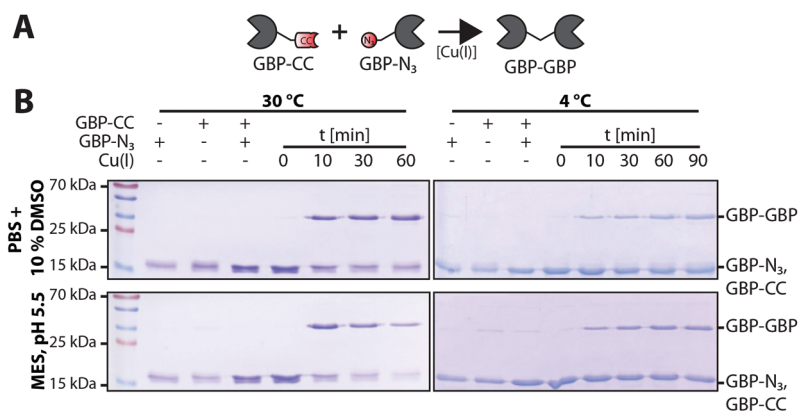 A
CC
N₃
[Cu(I)]
GBP-CC
GBP-N₃
GBP-GBP
B
30 °C
4 °C
GBP-CC - + +
GBP-N₃ + - +
Cu(I) - - -
t [min]
0 10 30 60
- + +
+ - +
- - -
t [min]
0 10 30 60 90
PBS +
10 % DMSO
70 kDa
25 kDa
15 kDa
GBP-GBP
GBP-N₃,
GBP-CC
MES, pH 5.5
70 kDa
25 kDa
15 kDa
GBP-GBP
GBP-N₃,
GBP-CC